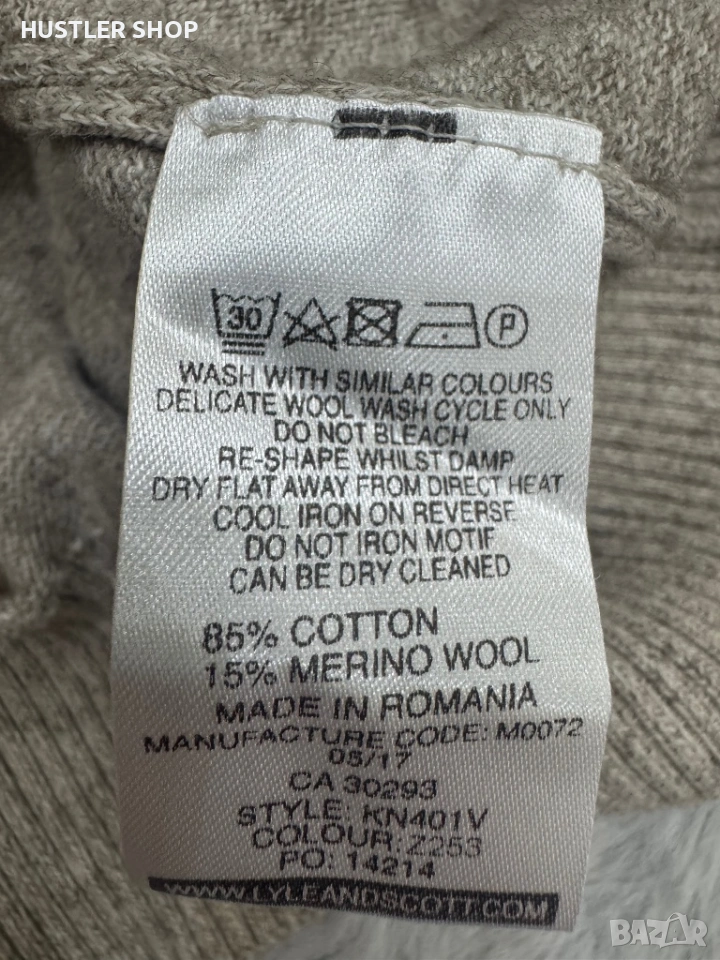 HUSTLER SHOP
30 P
WASH WITH SIMILAR COLOURS
DELICATE WOOL WASH CYCLE ONLY
DO NOT BLEACH
RE-SHAPE WHILST DAMP
DRY FLAT AWAY FROM DIRECT HEAT
COOL IRON ON REVERSE
DO NOT IRON MOTIF
CAN BE DRY CLEANED
85% COTTON
15% MERINO WOOL
MADE IN ROMANIA
MANUFACTURE CODE: M0072
05/17
CA 30293
STYLE: KN401V
COLOUR: Z253
PO: 14214
WWW.LYLEANDSCOTT.COM
BAZAR